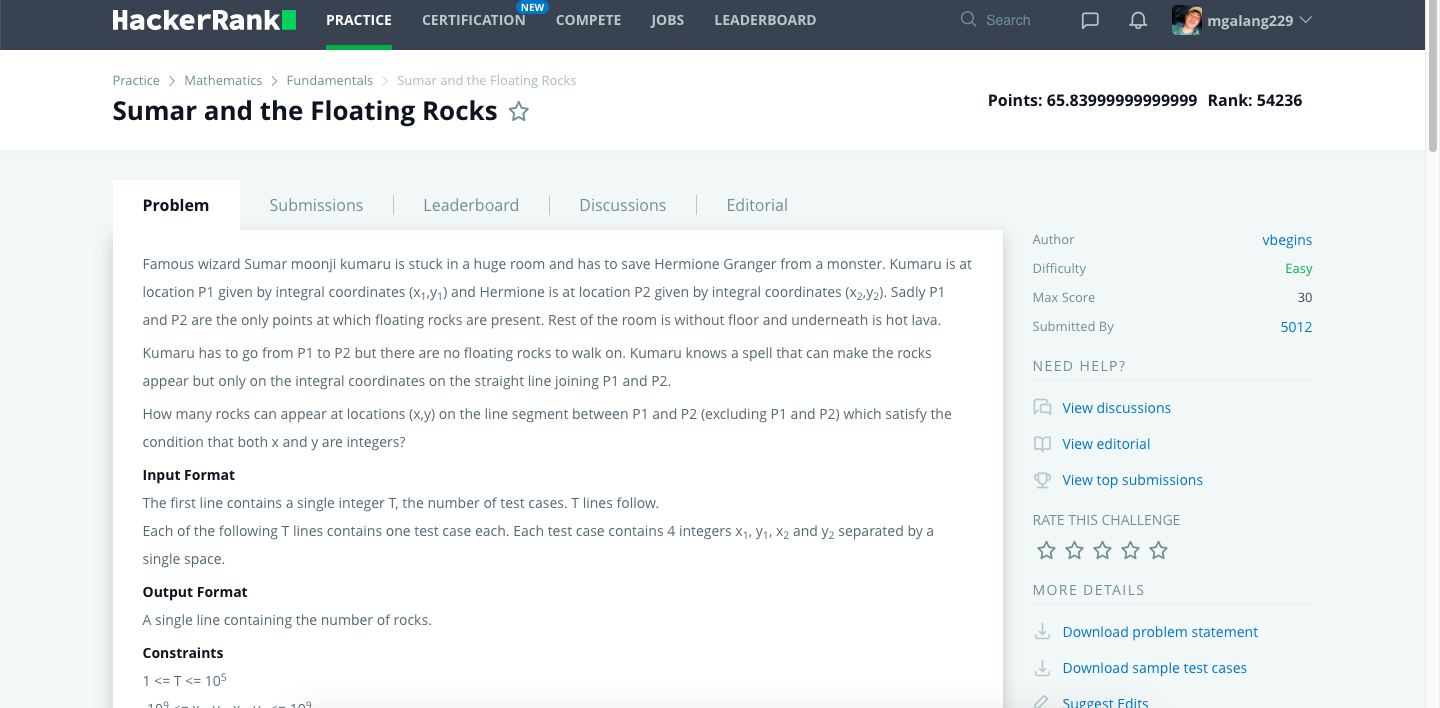 HackerRank PRACTICE CERTIFICATION NEW COMPETE JOBS LEADERBOARD Search mgalang229
Practice > Mathematics > Fundamentals > Sumar and the Floating Rocks
Sumar and the Floating Rocks
Points: 65.83999999999999 Rank: 54236
Problem Submissions Leaderboard Discussions Editorial
Famous wizard Sumar moonji kumaru is stuck in a huge room and has to save Hermione Granger from a monster. Kumaru is at
location P1 given by integral coordinates (x₁,y₁) and Hermione is at location P2 given by integral coordinates (x₂,y₂). Sadly P1
and P2 are the only points at which floating rocks are present. Rest of the room is without floor and underneath is hot lava.
Kumaru has to go from P1 to P2 but there are no floating rocks to walk on. Kumaru knows a spell that can make the rocks
appear but only on the integral coordinates on the straight line joining P1 and P2.
How many rocks can appear at locations (x,y) on the line segment between P1 and P2 (excluding P1 and P2) which satisfy the
condition that both x and y are integers?
Input Format
The first line contains a single integer T, the number of test cases. T lines follow.
Each of the following T lines contains one test case each. Each test case contains 4 integers x₁, y₁, x₂ and y₂ separated by a
single space.
Output Format
A single line containing the number of rocks.
Constraints
1 <= T <= 10⁵
Author vbegins
Difficulty Easy
Max Score 30
Submitted By 5012
NEED HELP?
View discussions
View editorial
View top submissions
RATE THIS CHALLENGE
MORE DETAILS
Download problem statement
Download sample test cases
Suggest Edits